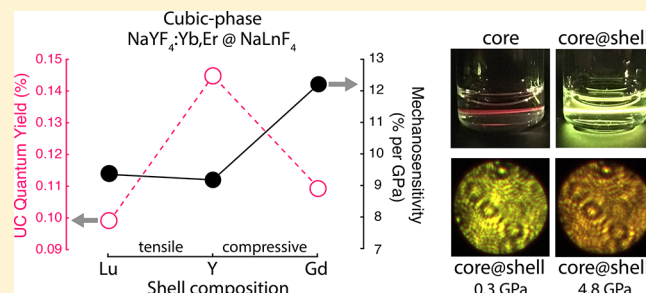 Cubic-phase
NaYF4:Yb,Er @ NaLnF4
UC Quantum Yield (%)
0.15
0.14
0.13
0.12
0.11
0.10
0.09
13
12
11
10
9
8
7
Mechanosensitivity
(% per GPa)
tensile
compressive
Lu
Y
Gd
Shell composition
core
core@shell
core@shell
core@shell
0.3 GPa
4.8 GPa